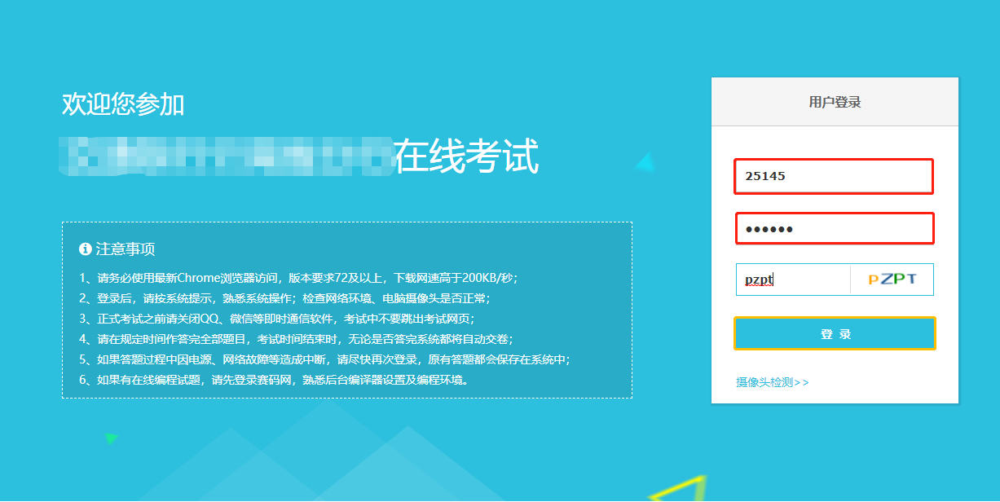 欢迎您参加
在线考试
注意事项
1、请务必使用最新Chrome浏览器访问，版本要求72及以上，下载网速高于200KB/秒；
2、登录后，请按系统提示，熟悉系统操作；检查网络环境、电脑摄像头是否正常；
3、正式考试之前请关闭QQ、微信等即时通信软件，考试中不要跳出考试网页；
4、请在规定时间作答完全部题目，考试时间结束时，无论是否答完系统都将自动交卷；
5、如果答题过程中因电源、网络故障等造成中断，请尽快再次登录，原有答题都会保存在系统中；
6、如果有在线编程试题，请先登录赛码网，熟悉后台编译器设置及编程环境。
用户登录
25145
●●●●●●
pzpt PZPT
登 录
摄像头检测>>